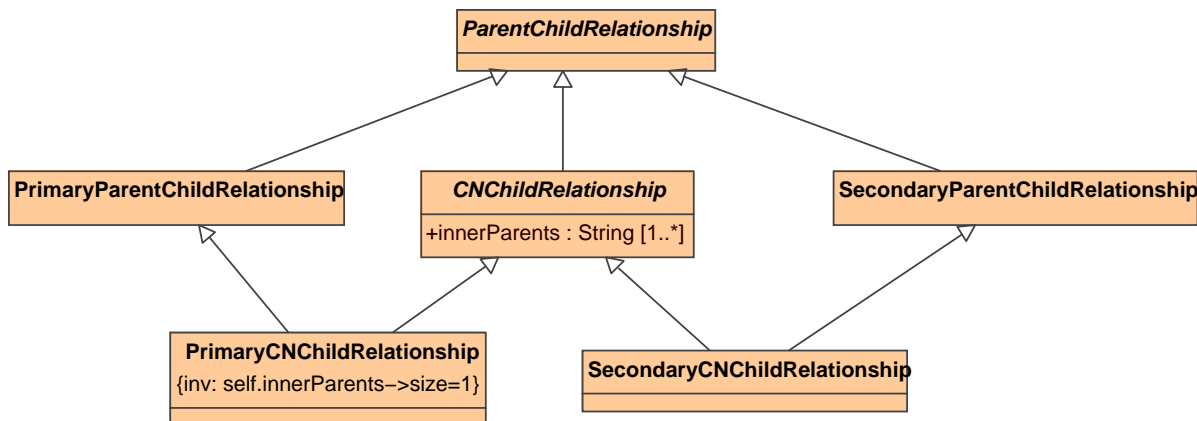 ParentChildRelationship
PrimaryParentChildRelationship
CNChildRelationship
+innerParents : String [1..*]
SecondaryParentChildRelationship
PrimaryCNChildRelationship
{inv: self.innerParents−>size=1}
SecondaryCNChildRelationship